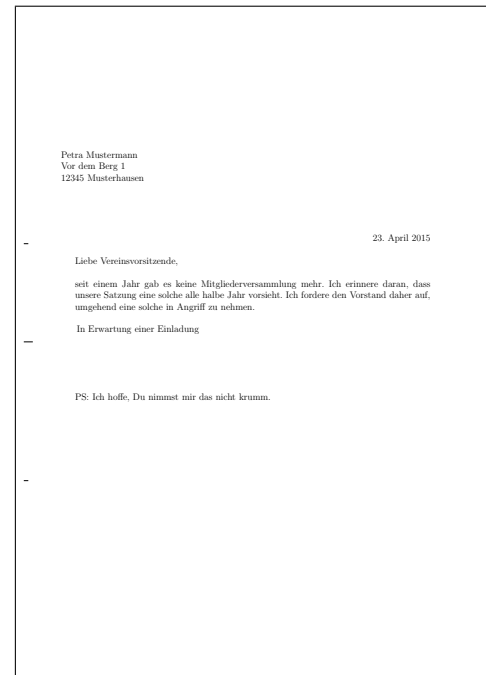 Petra Mustermann
Vor dem Berg 1
12345 Musterhausen
23. April 2015
Liebe Vereinsvorsitzende,
seit einem Jahr gab es keine Mitgliederversammlung mehr. Ich erinnere daran, dass
unsere Satzung eine solche alle halbe Jahr vorsieht. Ich fordere den Vorstand daher auf,
umgehend eine solche in Angriff zu nehmen.
In Erwartung einer Einladung
PS: Ich hoffe, Du nimmst mir das nicht krumm.